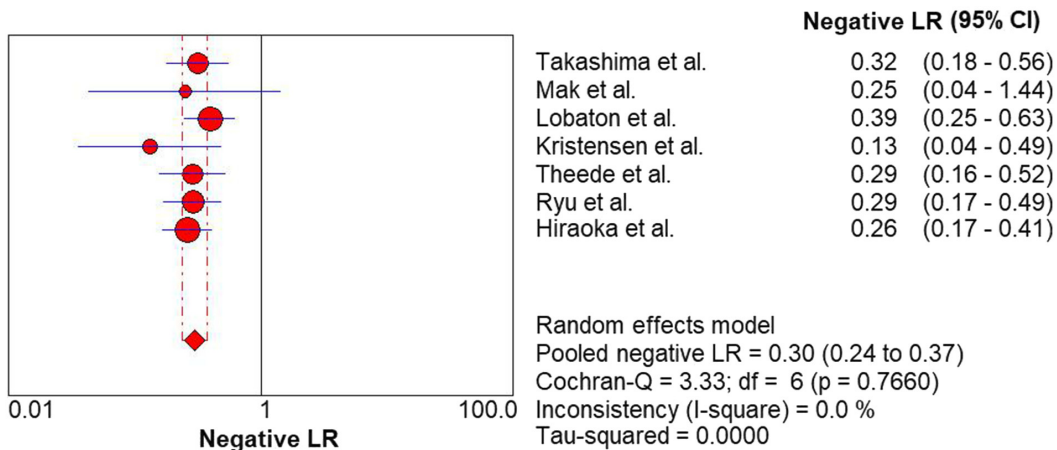 Negative LR (95% CI)
Takashima et al. 0.32 (0.18 - 0.56)
Mak et al. 0.25 (0.04 - 1.44)
Lobaton et al. 0.39 (0.25 - 0.63)
Kristensen et al. 0.13 (0.04 - 0.49)
Theede et al. 0.29 (0.16 - 0.52)
Ryu et al. 0.29 (0.17 - 0.49)
Hiraoka et al. 0.26 (0.17 - 0.41)
Random effects model
Pooled negative LR = 0.30 (0.24 to 0.37)
Cochran-Q = 3.33; df = 6 (p = 0.7660)
Inconsistency (I-square) = 0.0 %
Tau-squared = 0.0000
0.01 1 100.0
Negative LR